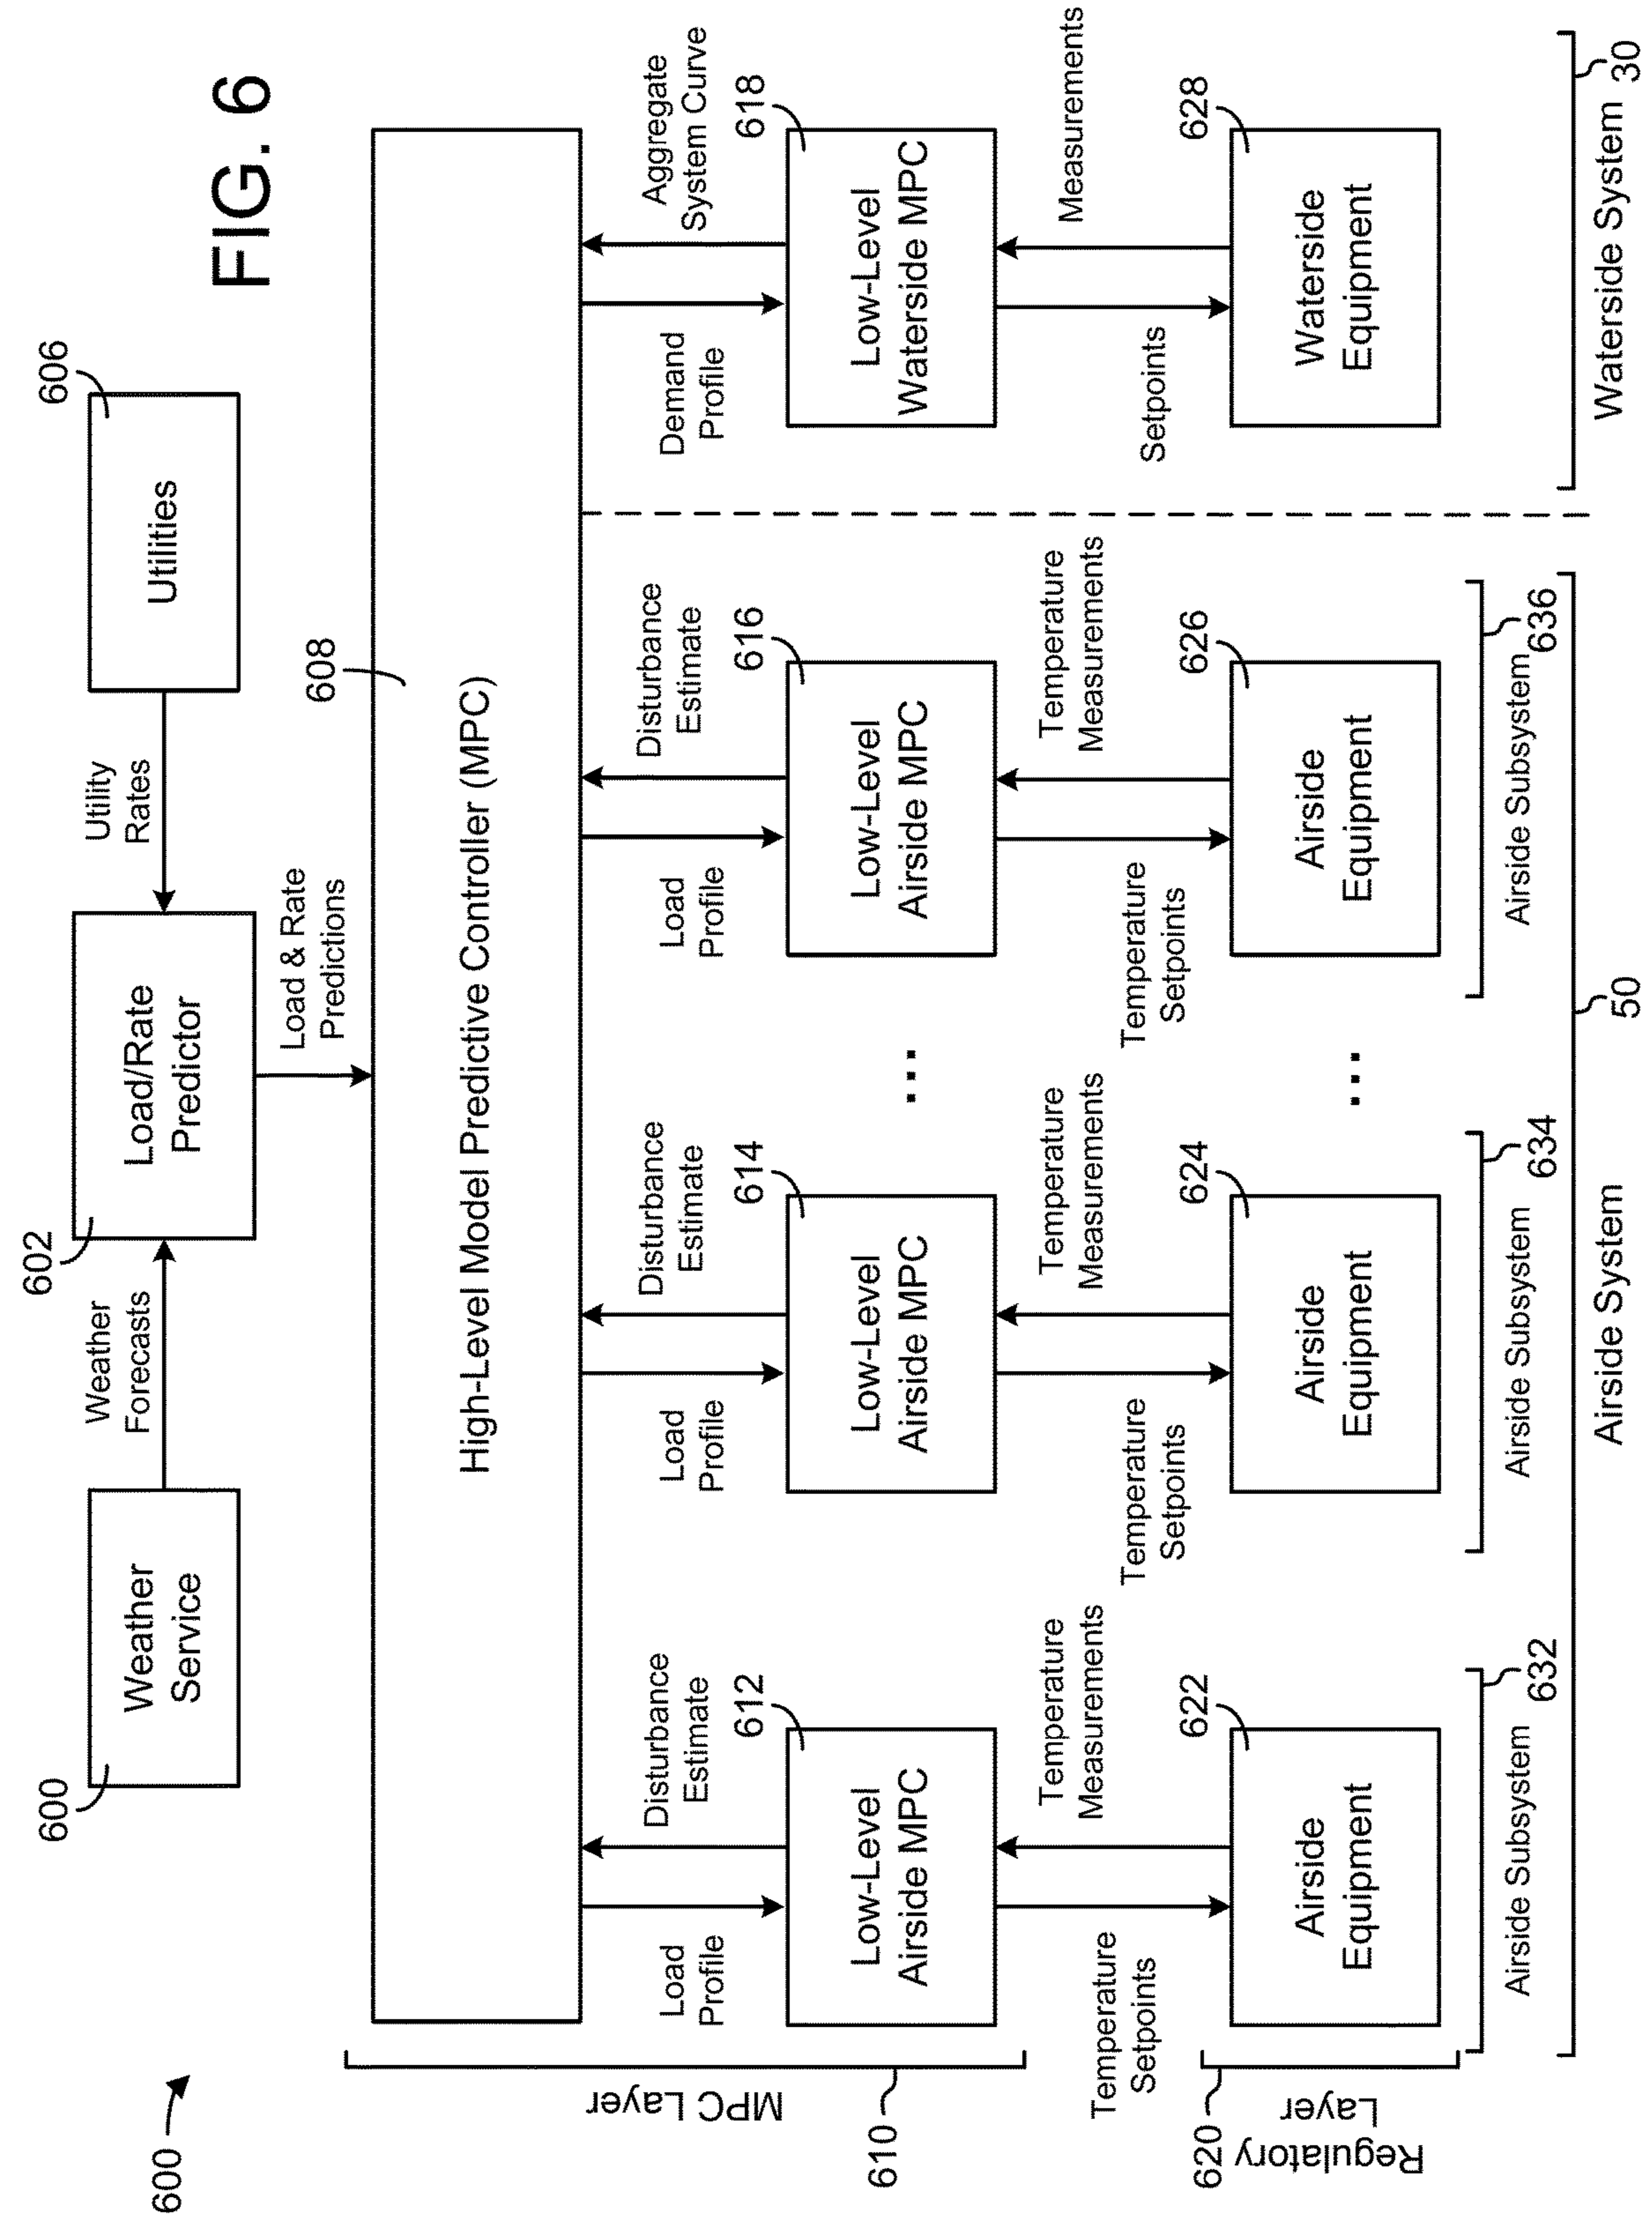 FIG. 6
600
600
Weather
Service
Weather
Forecasts
602
Load/Rate
Predictor
Utility
Rates
606
Utilities
Load & Rate
Predictions
608
High-Level Model Predictive Controller (MPC)
MPC Layer
610
Load
Profile
Disturbance
Estimate
Load
Profile
Disturbance
Estimate
Load
Profile
Disturbance
Estimate
Demand
Profile
Aggregate
System Curve
612
Low-Level
Airside MPC
614
Low-Level
Airside MPC
...
616
Low-Level
Airside MPC
618
Low-Level
Waterside MPC
Temperature
Setpoints
Temperature
Measurements
Temperature
Setpoints
Temperature
Measurements
Temperature
Setpoints
Temperature
Measurements
Setpoints
Measurements
620
Regulatory
Layer
622
Airside
Equipment
624
Airside
Equipment
...
626
Airside
Equipment
628
Waterside
Equipment
Airside Subsystem
632
Airside Subsystem
634
Airside Subsystem
636
Airside System
50
Waterside System
30